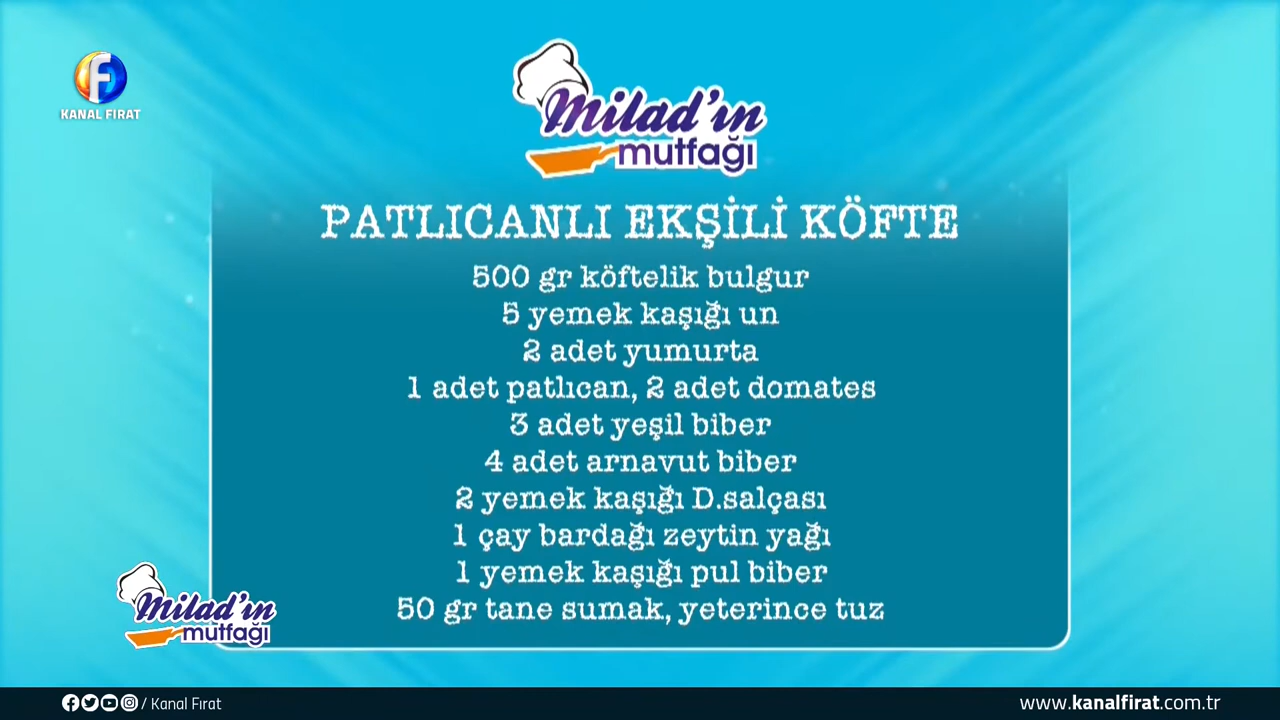 KANAL FIRAT
Milad'ın
mutfağı
PATLICANLI EKŞİLİ KÖFTE
500 gr köftelik bulgur
5 yemek kaşığı un
2 adet yumurta
1 adet patlıcan, 2 adet domates
3 adet yeşil biber
4 adet arnavut biber
2 yemek kaşığı D.salçası
1 çay bardağı zeytin yağı
1 yemek kaşığı pul biber
50 gr tane sumak, yeterince tuz
Milad'ın
mutfağı
/ Kanal Fırat
www.kanalfirat.com.tr